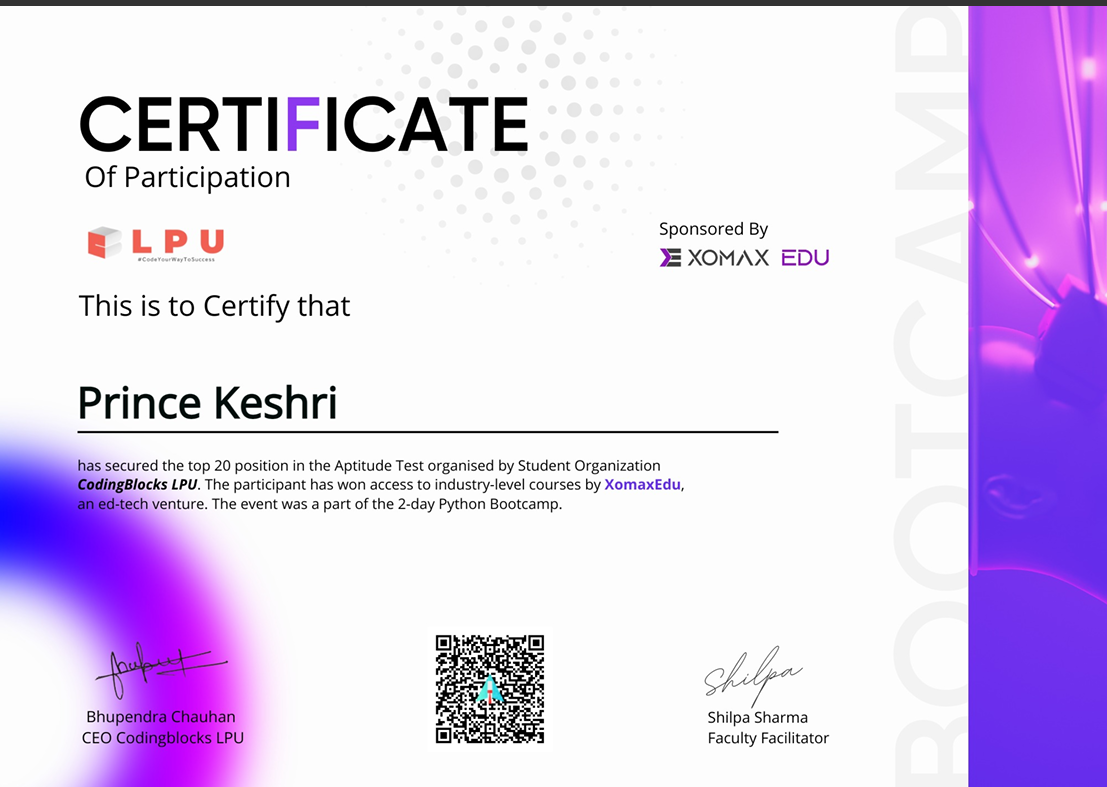 CERTIFICATE
Of Participation
LPU
#CodeYourWayToSuccess
Sponsored By
XOMAX EDU
This is to Certify that
Prince Keshri
has secured the top 20 position in the Aptitude Test organised by Student Organization
CodingBlocks LPU. The participant has won access to industry-level courses by XomaxEdu,
an ed-tech venture. The event was a part of the 2-day Python Bootcamp.
Shilpa
Bhupendra Chauhan
CEO Codingblocks LPU
Shilpa Sharma
Faculty Facilitator
BOOTCAMP